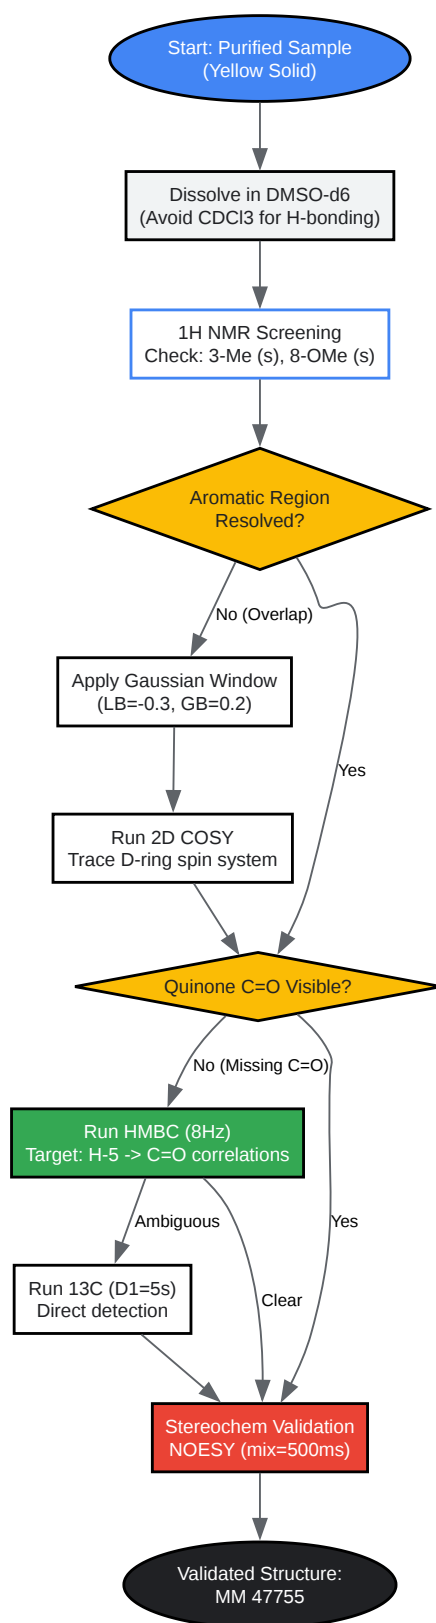 Start: Purified Sample
(Yellow Solid)
Dissolve in DMSO-d6
(Avoid CDCl3 for H-bonding)
1H NMR Screening
Check: 3-Me (s), 8-OMe (s)
Aromatic Region
Resolved?
No (Overlap)
Apply Gaussian Window
(LB=-0.3, GB=0.2)
Yes
Run 2D COSY
Trace D-ring spin system
Quinone C=O Visible?
No (Missing C=O)
Run HMBC (8Hz)
Target: H-5 -> C=O correlations
Ambiguous
Yes
Run 13C (D1=5s)
Direct detection
Clear
Stereochem Validation
NOESY (mix=500ms)
Validated Structure:
MM 47755